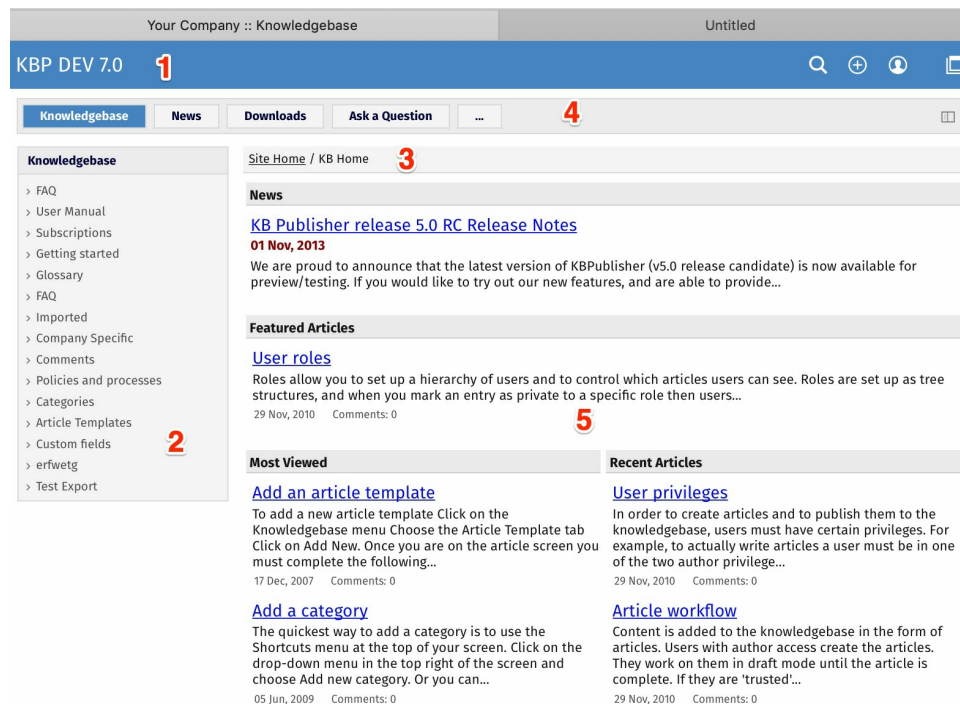 Your Company :: Knowledgebase
Untitled
KBP DEV 7.0
1
Knowledgebase
News
Downloads
Ask a Question
...
4
Knowledgebase
› FAQ
› User Manual
› Subscriptions
› Getting started
› Glossary
› FAQ
› Imported
› Company Specific
› Comments
› Policies and processes
› Categories
› Article Templates
› Custom fields
› erfwetg
› Test Export
2
Site Home / KB Home
3
News
KB Publisher release 5.0 RC Release Notes
01 Nov, 2013
We are proud to announce that the latest version of KBPublisher (v5.0 release candidate) is now available for
preview/testing. If you would like to try out our new features, and are able to provide...
Featured Articles
User roles
Roles allow you to set up a hierarchy of users and to control which articles users can see. Roles are set up as tree
structures, and when you mark an entry as private to a specific role then users...
29 Nov, 2010 Comments: 0
5
Most Viewed
Add an article template
To add a new article template Click on the
Knowledgebase menu Choose the Article Template tab
Click on Add New. Once you are on the article screen you
must complete the following...
17 Dec, 2007 Comments: 0
Add a category
The quickest way to add a category is to use the
Shortcuts menu at the top of your screen. Click on the
drop-down menu in the top right of the screen and
choose Add new category. Or you can...
05 Jun, 2009 Comments: 0
Recent Articles
User privileges
In order to create articles and to publish them to the
knowledgebase, users must have certain privileges. For
example, to actually write articles a user must be in one
of the two author privilege...
29 Nov, 2010 Comments: 0
Article workflow
Content is added to the knowledgebase in the form of
articles. Users with author access create the articles.
They work on them in draft mode until the article is
complete. If they are 'trusted'...
29 Nov, 2010 Comments: 0